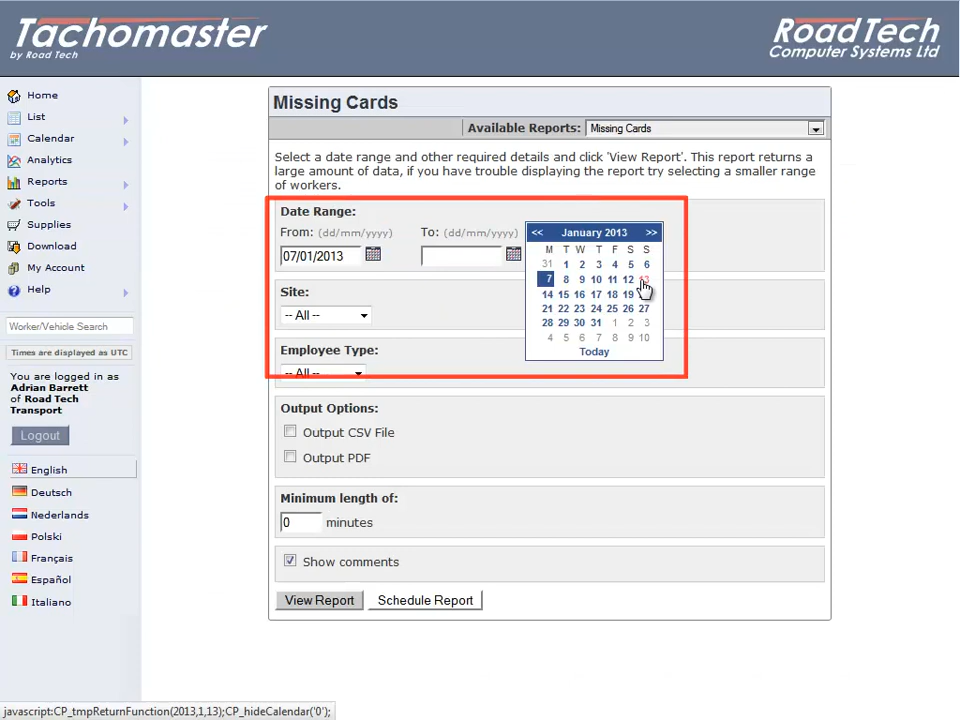 Tachomaster
by Road Tech
RoadTech
Computer Systems Ltd
Home
List
Calendar
Analytics
Reports
Tools
Supplies
Download
My Account
Help
Worker/Vehicle Search
Times are displayed as UTC
You are logged in as
Adrian Barrett
of Road Tech
Transport
Logout
English
Deutsch
Nederlands
Polski
Français
Español
Italiano
Missing Cards
Available Reports: Missing Cards
Select a date range and other required details and click 'View Report'. This report returns a
large amount of data, if you have trouble displaying the report try selecting a smaller range
of workers.
Date Range:
From: (dd/mm/yyyy) To: (dd/mm/yyyy)
07/01/2013
<< January 2013 >>
M T W T F S S
31 1 2 3 4 5 6
7 8 9 10 11 12 13
14 15 16 17 18 19
21 22 23 24 25 26 27
28 29 30 31 1 2 3
4 5 6 7 8 9 10
Today
Site:
-- All --
Employee Type:
-- All --
Output Options:
Output CSV File
Output PDF
Minimum length of:
0 minutes
Show comments
View Report Schedule Report
javascript:CP_tmpReturnFunction(2013,1,13);CP_hideCalendar('0');